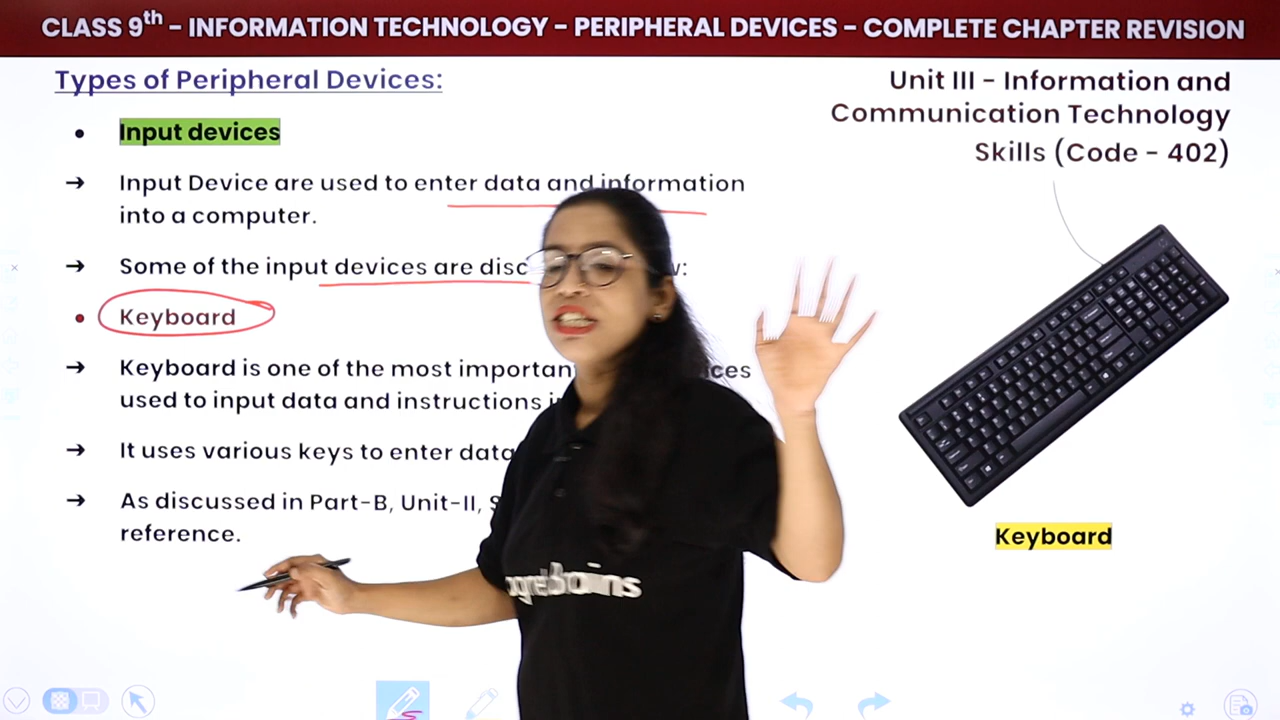 CLASS 9th - INFORMATION TECHNOLOGY - PERIPHERAL DEVICES - COMPLETE CHAPTER REVISION
Types of Peripheral Devices:
Unit III - Information and
Communication Technology
Skills (Code - 402)
• Input devices
→ Input Device are used to enter data and information
into a computer.
→ Some of the input devices are
• Keyboard
→ Keyboard is one of the most
used to input data and instructions
→ It uses various keys to enter data
→ As discussed in Part-B, Unit-II,
reference.
Keyboard